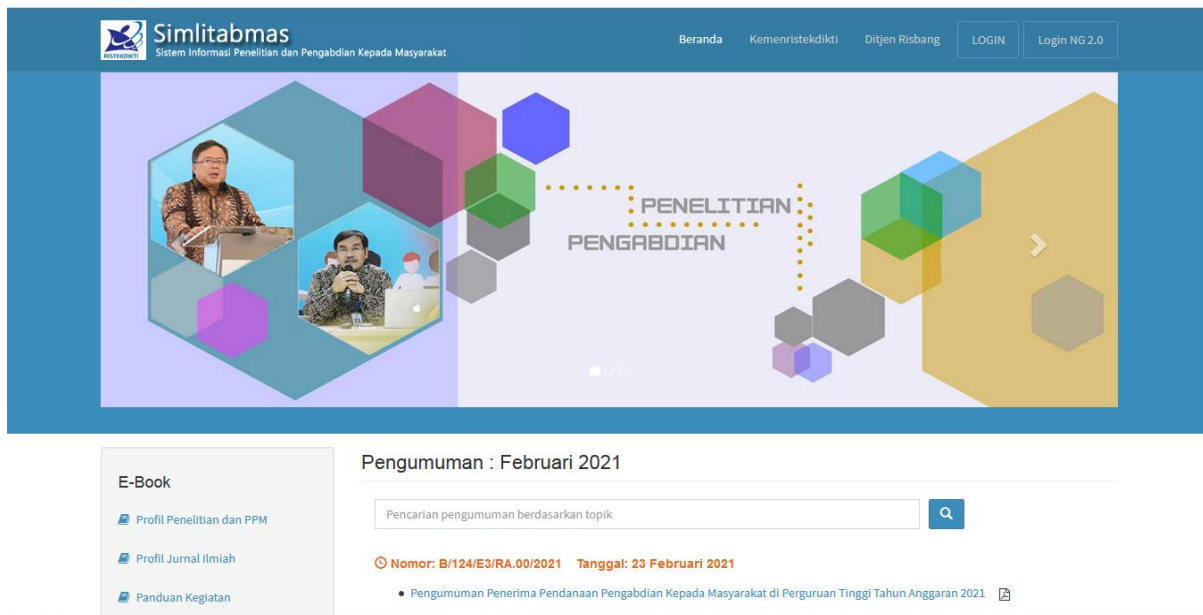 Simlitabmas
Sistem Informasi Penelitian dan Pengabdian Kepada Masyarakat
RISTEKDIKTI
Beranda Kemenristekdikti Ditjen Risbang LOGIN Login NG 2.0
PENELITIAN
PENGABDIAN
E-Book
Profil Penelitian dan PPM
Profil Jurnal Ilmiah
Panduan Kegiatan
Pengumuman : Februari 2021
Pencarian pengumuman berdasarkan topik
Nomor: B/124/E3/RA.00/2021 Tanggal: 23 Februari 2021
Pengumuman Penerima Pendanaan Pengabdian Kepada Masyarakat di Perguruan Tinggi Tahun Anggaran 2021